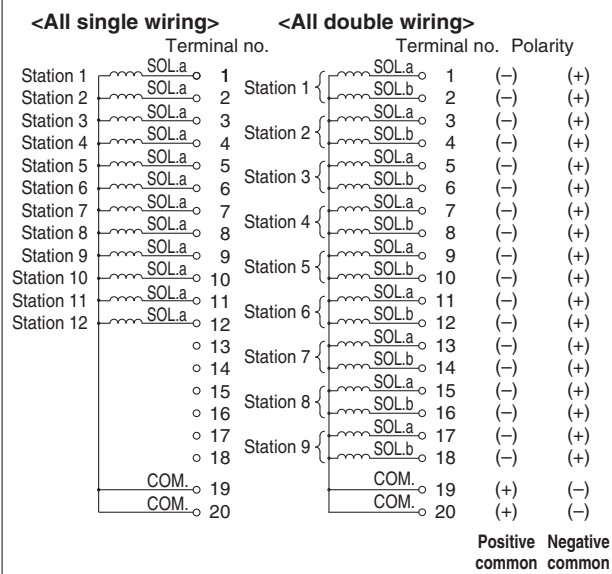 <All single wiring> <All double wiring>
Terminal no. Terminal no. Polarity
Station 1 SOL.a 1 Station 1 SOL.a 1 (–) (+)
Station 2 SOL.a 2 SOL.b 2 (–) (+)
Station 3 SOL.a 3 Station 2 SOL.a 3 (–) (+)
Station 4 SOL.a 4 SOL.b 4 (–) (+)
Station 5 SOL.a 5 Station 3 SOL.a 5 (–) (+)
Station 6 SOL.a 6 SOL.b 6 (–) (+)
Station 7 SOL.a 7 Station 4 SOL.a 7 (–) (+)
Station 8 SOL.a 8 SOL.b 8 (–) (+)
Station 9 SOL.a 9 Station 5 SOL.a 9 (–) (+)
Station 10 SOL.a 10 SOL.b 10 (–) (+)
Station 11 SOL.a 11 Station 6 SOL.a 11 (–) (+)
Station 12 SOL.a 12 SOL.b 12 (–) (+)
13 Station 7 SOL.a 13 (–) (+)
14 SOL.b 14 (–) (+)
15 Station 8 SOL.a 15 (–) (+)
16 SOL.b 16 (–) (+)
17 Station 9 SOL.a 17 (–) (+)
18 SOL.b 18 (–) (+)
COM. 19 COM. 19 (+) (–)
COM. 20 COM. 20 (+) (–)
Positive Negative
common common